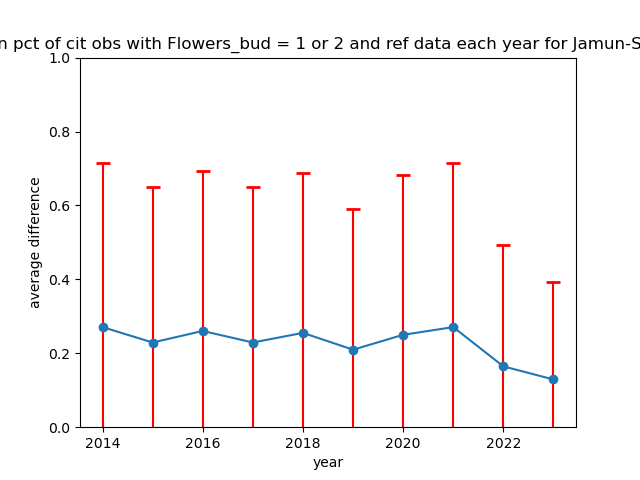 n pct of cit obs with Flowers_bud = 1 or 2 and ref data each year for Jamun-S
1.0
0.8
0.6
0.4
0.2
0.0
average difference
2014 2016 2018 2020 2022
year